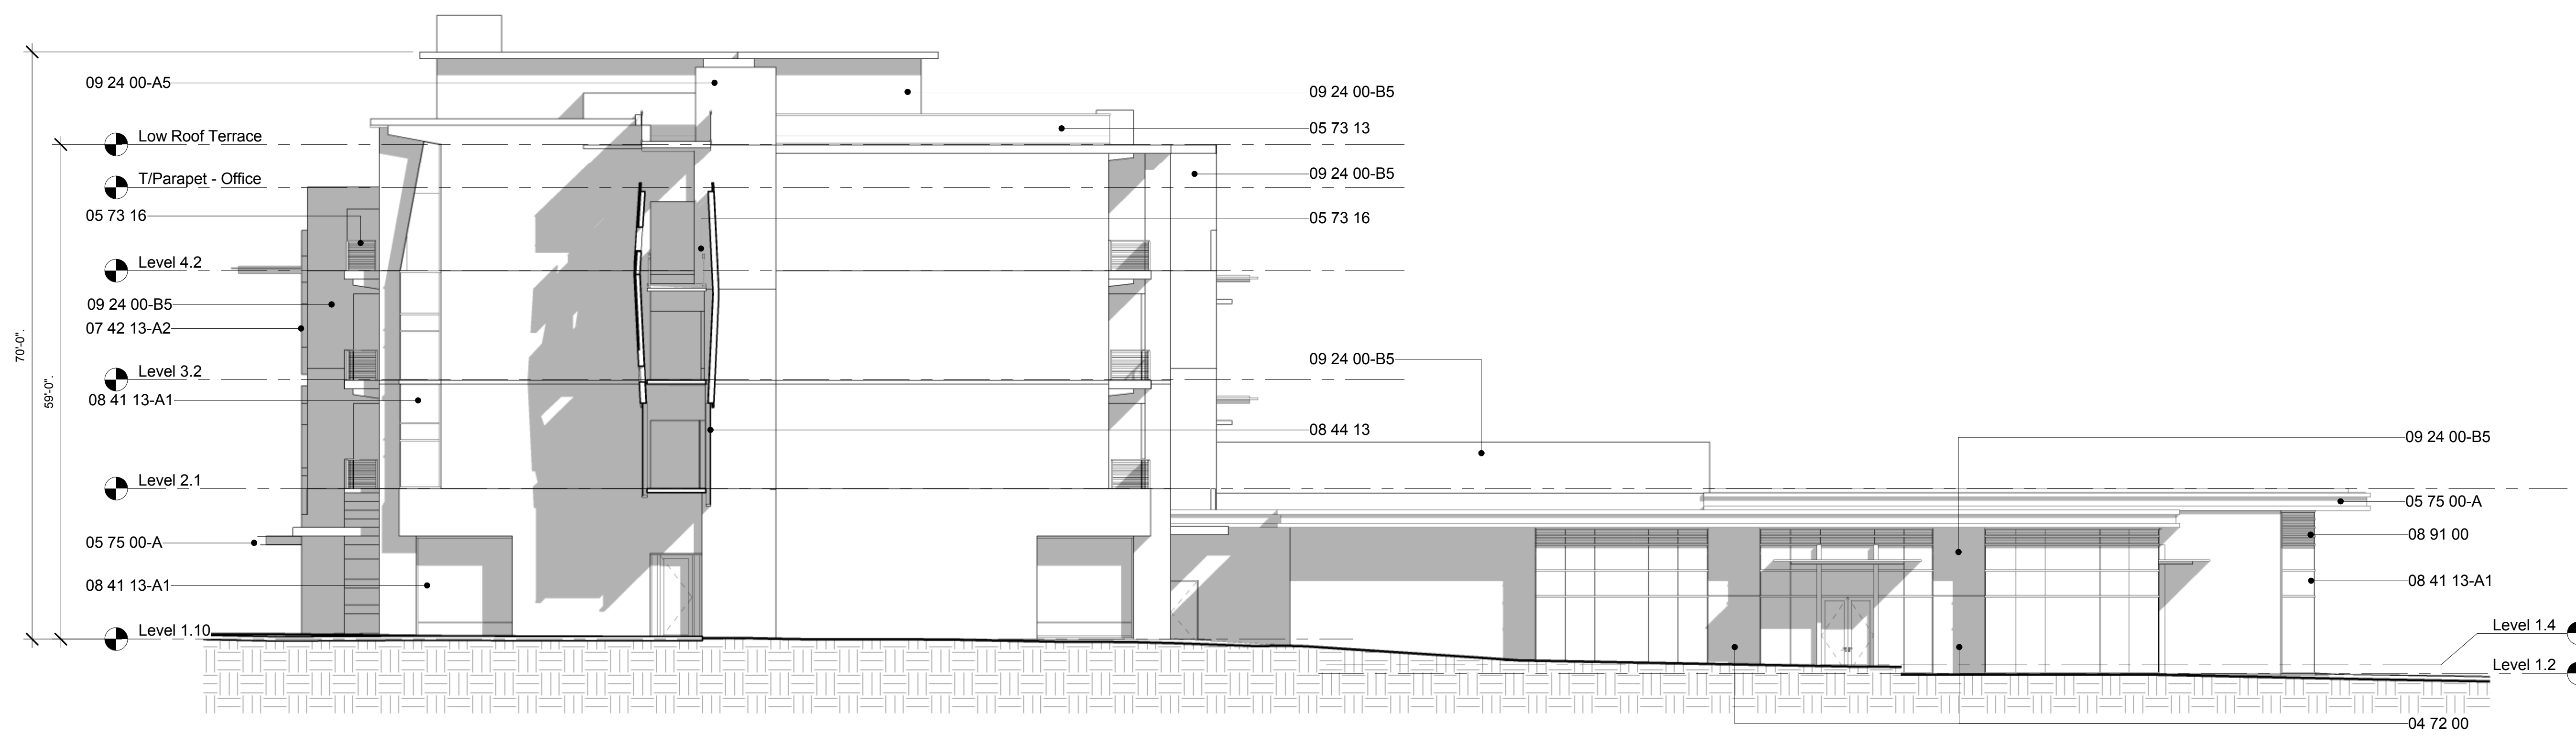 09 24 00-A5
09 24 00-B5
05 73 13
Low Roof Terrace
09 24 00-B5
T/Parapet - Office
05 73 16
05 73 16
Level 4.2
09 24 00-B5
07 42 13-A2
70'-0".
09 24 00-B5
Level 3.2
59'-0".
08 41 13-A1
08 44 13
09 24 00-B5
Level 2.1
05 75 00-A
08 91 00
05 75 00-A
08 41 13-A1
08 41 13-A1
Level 1.10
Level 1.4
Level 1.2
04 72 00